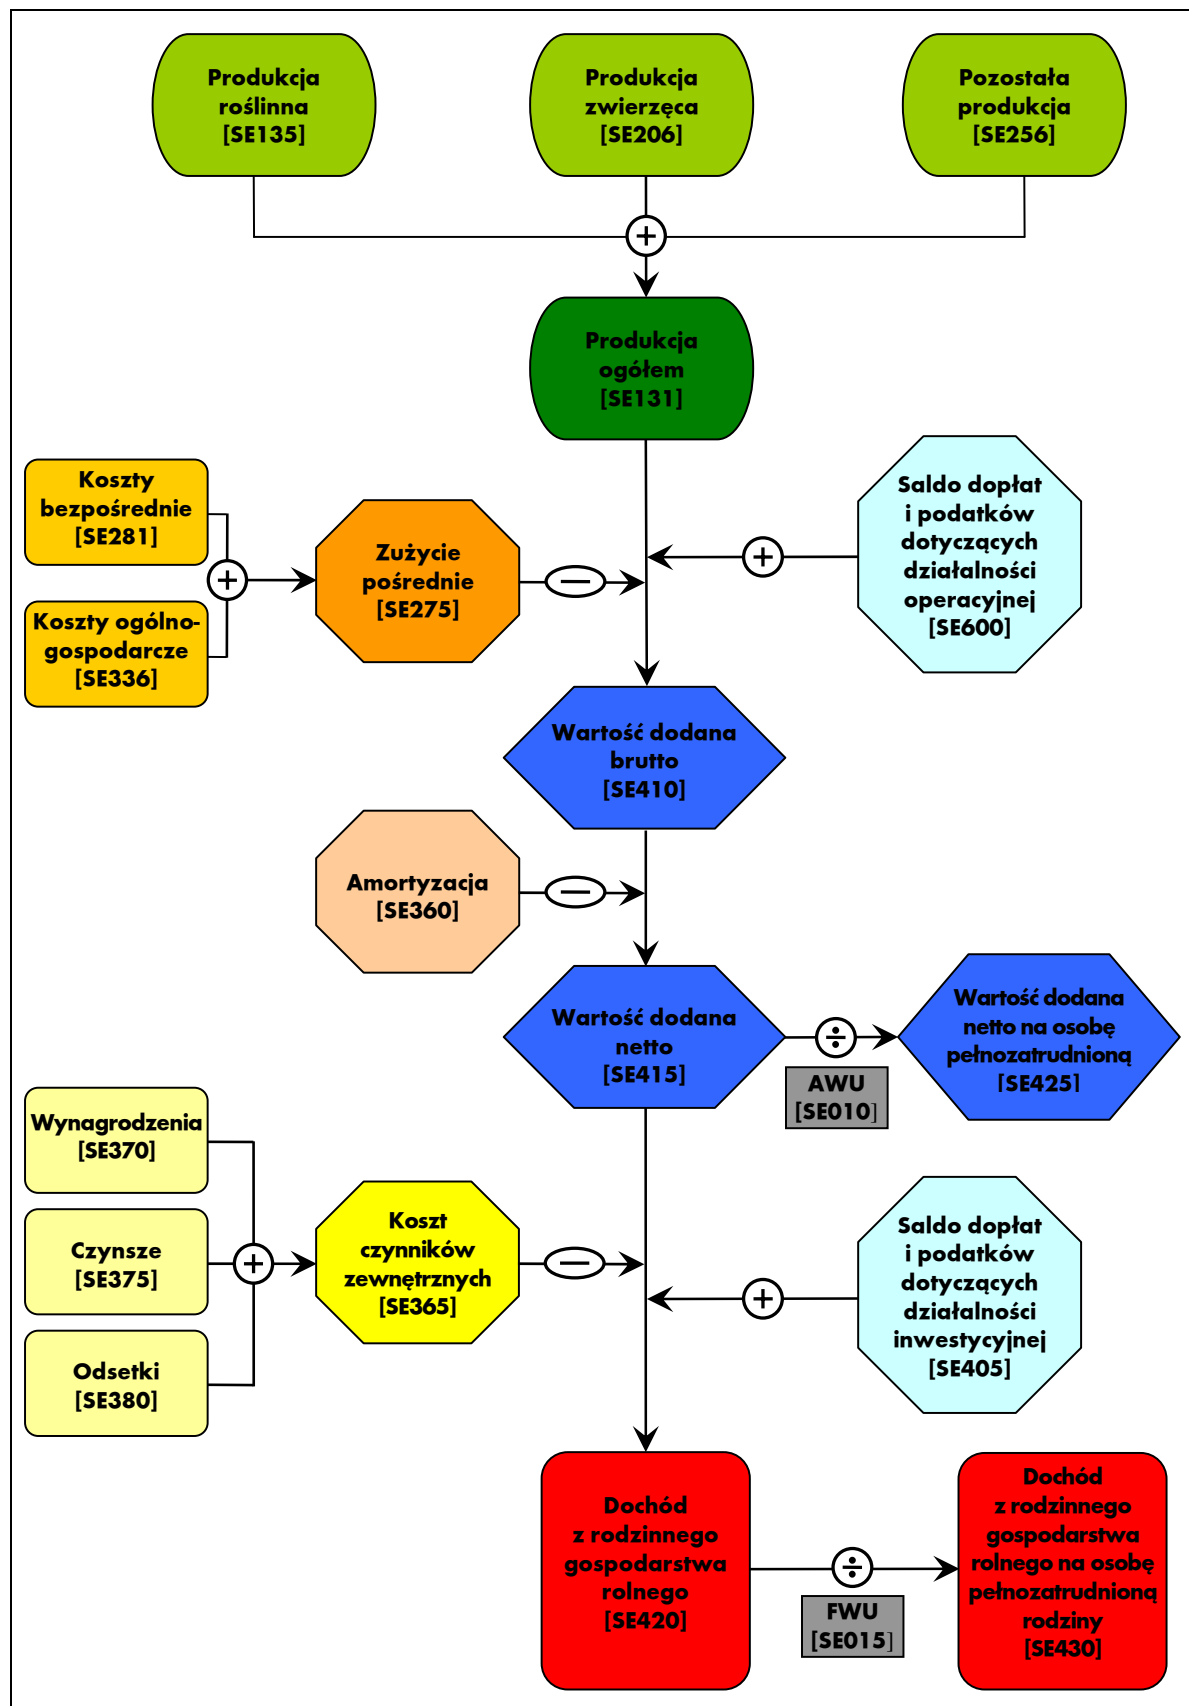 Produkcja
roślinna
[SE135]
Produkcja
zwierzęca
[SE206]
Pozostała
produkcja
[SE256]
+
Produkcja
ogółem
[SE131]
Koszty
bezpośrednie
[SE281]
+
Koszty ogólno-
gospodarcze
[SE336]
Zużycie
pośrednie
[SE275]
—
+
Saldo dopłat
i podatków
dotyczących
działalności
operacyjnej
[SE600]
Wartość dodana
brutto
[SE410]
Amortyzacja
[SE360]
—
Wartość dodana
netto
[SE415]
÷
AWU
[SE010]
Wartość dodana
netto na osobę
pełnozatrudnioną
[SE425]
Wynagrodzenia
[SE370]
Czynsze
[SE375]
+
Odsetki
[SE380]
Koszt
czynników
zewnętrznych
[SE365]
—
+
Saldo dopłat
i podatków
dotyczących
działalności
inwestycyjnej
[SE405]
Dochód
z rodzinnego
gospodarstwa
rolnego
[SE420]
÷
FWU
[SE015]
Dochód
z rodzinnego
gospodarstwa
rolnego na osobę
pełnozatrudnioną
rodziny
[SE430]